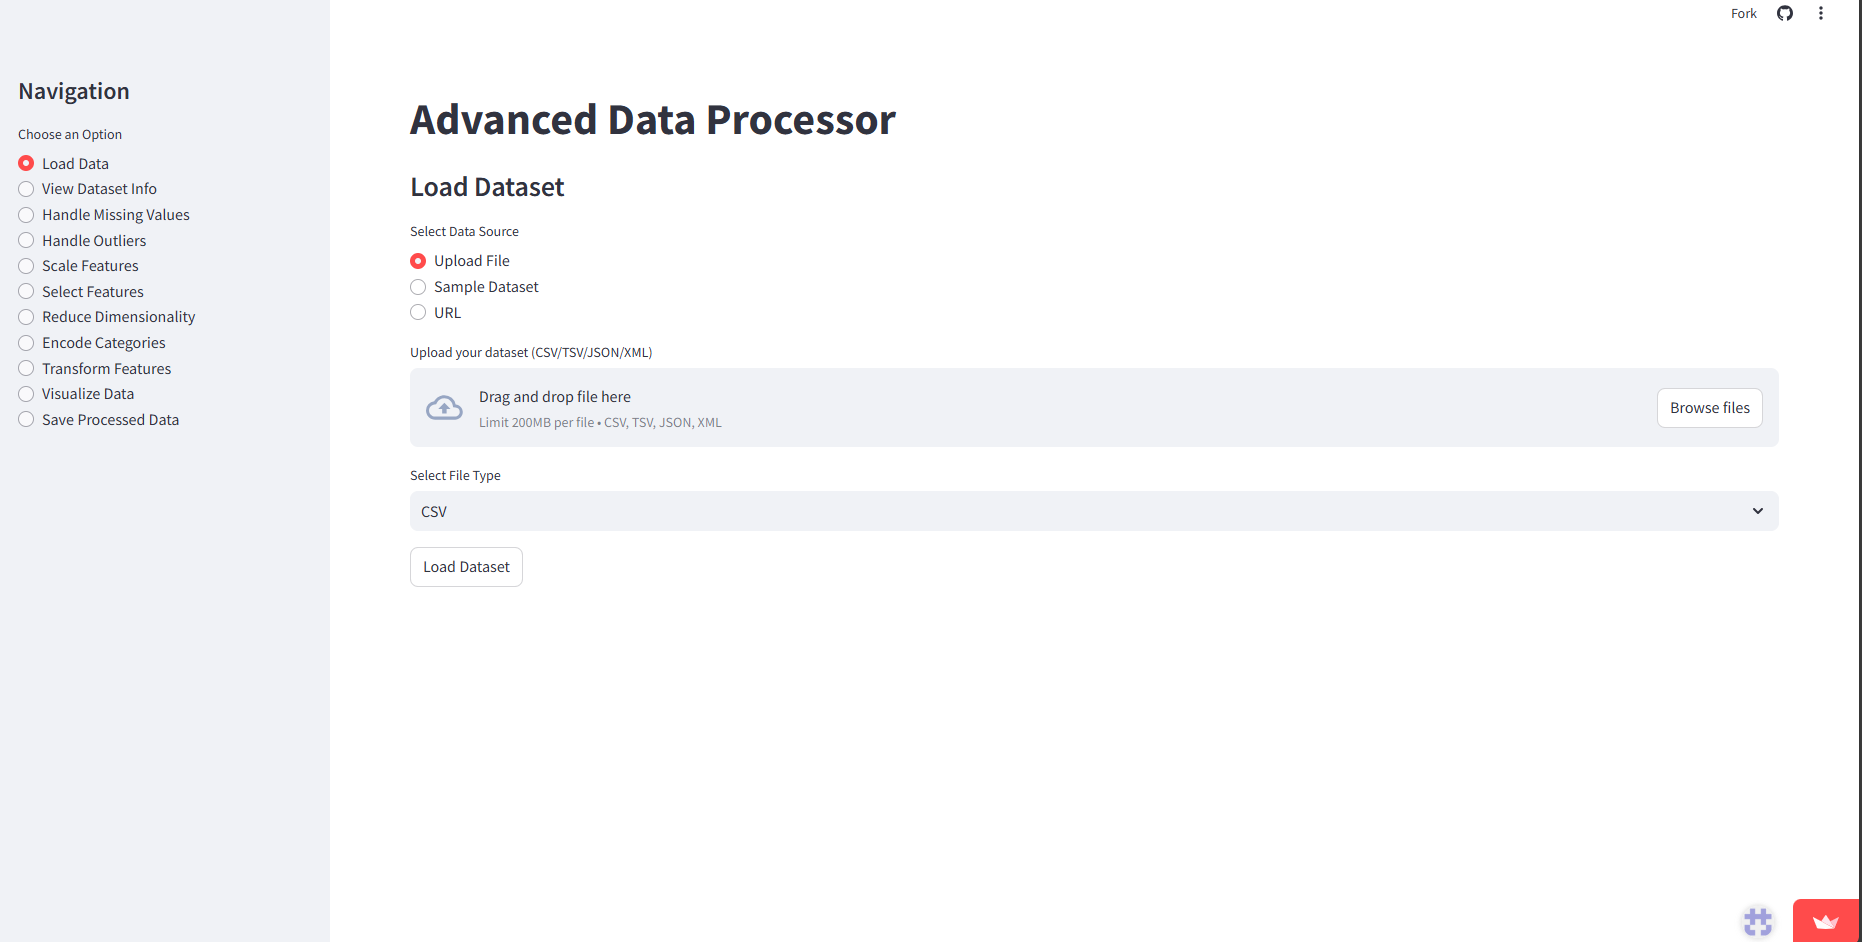 Fork
Navigation
Choose an Option
Load Data
View Dataset Info
Handle Missing Values
Handle Outliers
Scale Features
Select Features
Reduce Dimensionality
Encode Categories
Transform Features
Visualize Data
Save Processed Data
Advanced Data Processor
Load Dataset
Select Data Source
Upload File
Sample Dataset
URL
Upload your dataset (CSV/TSV/JSON/XML)
Drag and drop file here
Limit 200MB per file • CSV, TSV, JSON, XML
Browse files
Select File Type
CSV
Load Dataset